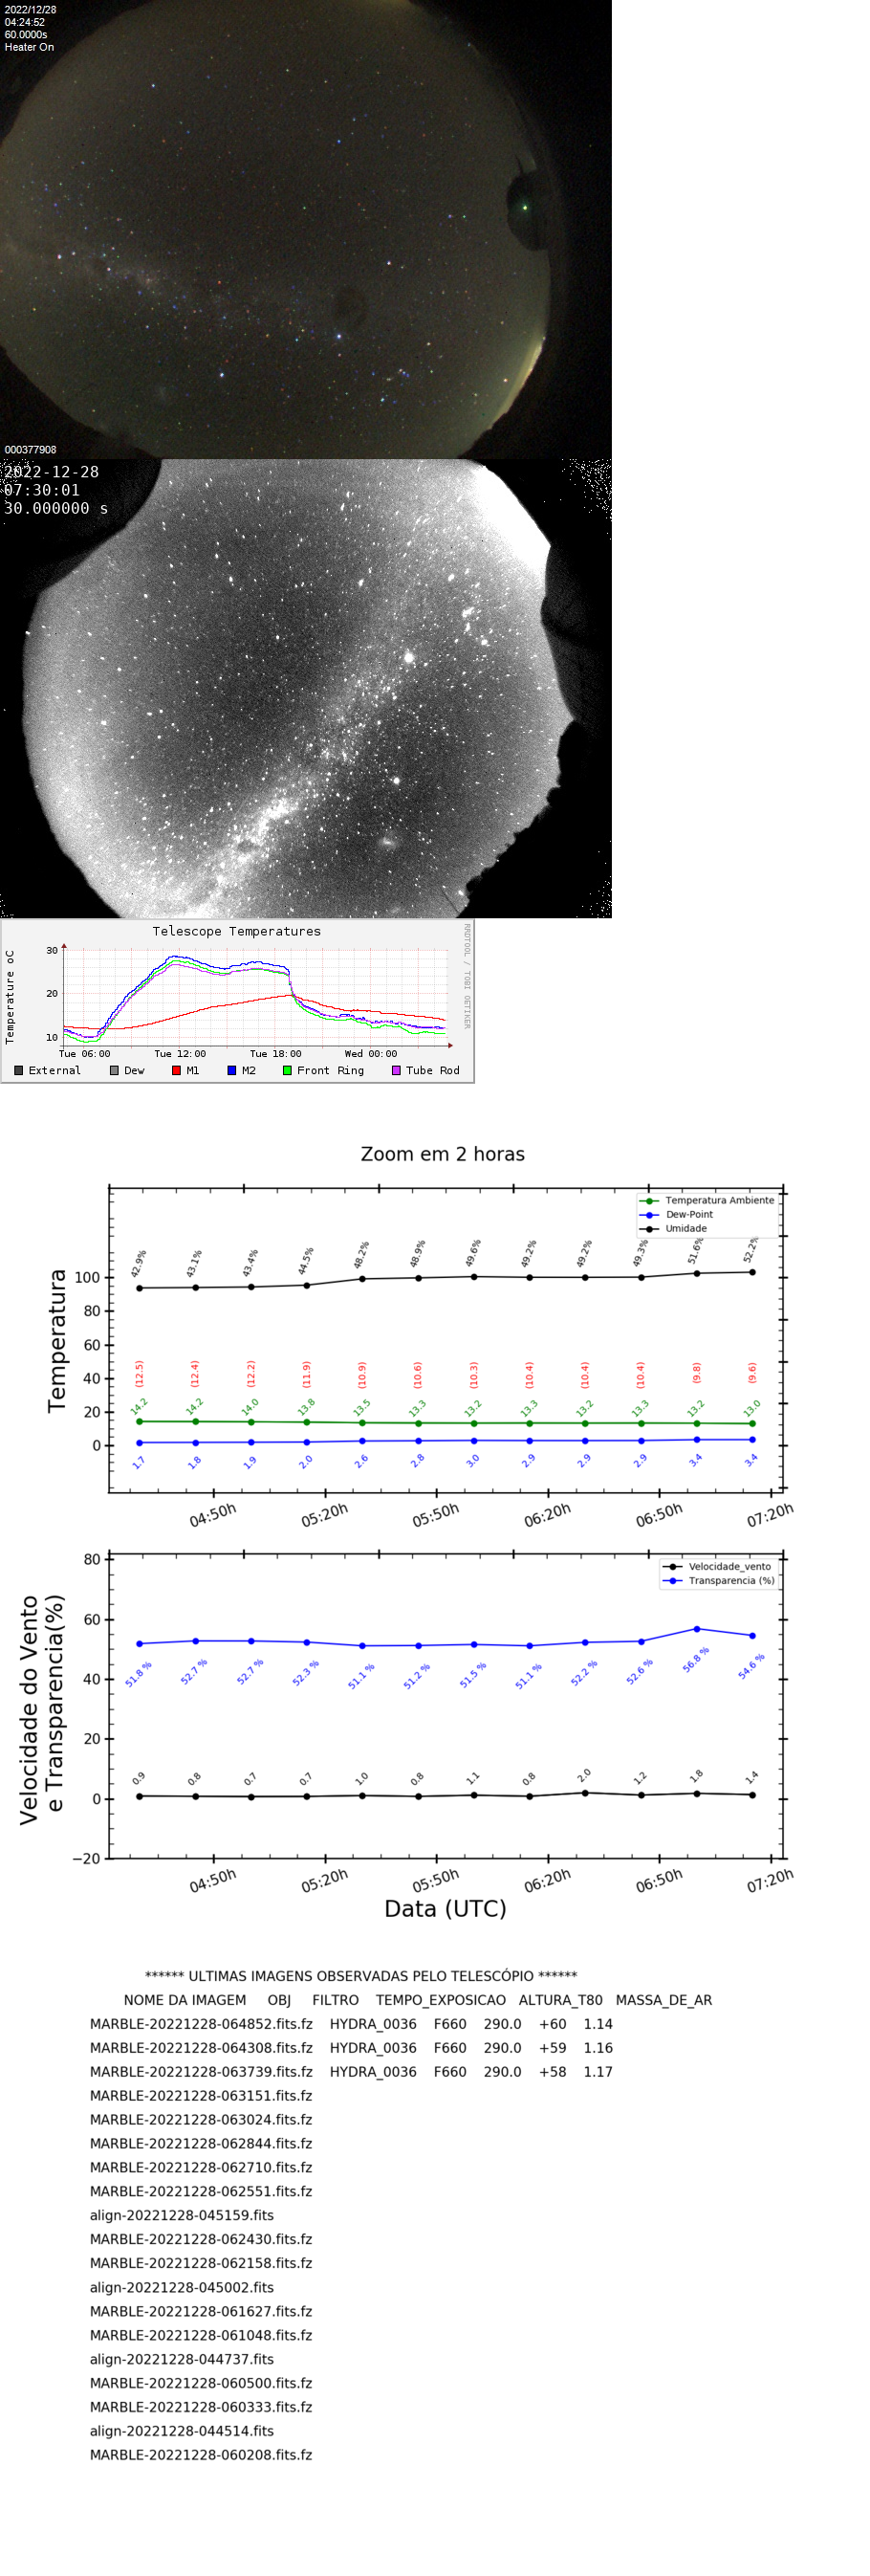 2022/12/28
04:24:52
60.0000s
Heater On
000377908
2022-12-28
07:30:01
30.000000 s
Telescope Temperatures
RRDTOOL / TOBI OETIKER
Temperature oC
30
20
10
Tue 06:00 Tue 12:00 Tue 18:00 Wed 00:00
External Dew M1 M2 Front Ring Tube Rod
Zoom em 2 horas
Temperatura Ambiente
Dew-Point
Umidade
Temperatura
100
80
60
40
20
0
42.9% 43.1% 43.4% 44.5% 48.2% 48.9% 49.6% 49.2% 49.2% 49.3% 51.6% 52.2%
(12.5) (12.4) (12.2) (11.9) (10.9) (10.6) (10.3) (10.4) (10.4) (10.4) (9.8) (9.6)
14.2 14.2 14.0 13.8 13.5 13.3 13.2 13.3 13.2 13.3 13.2 13.0
1.7 1.8 1.9 2.0 2.6 2.8 3.0 2.9 2.9 2.9 3.4 3.4
04:50h 05:20h 05:50h 06:20h 06:50h 07:20h
Velocidade_vento
Transparencia (%)
Velocidade do Vento
e Transparencia(%)
80
60
40
20
0
−20
51.8 % 52.7 % 52.7 % 52.3 % 51.1 % 51.2 % 51.5 % 51.1 % 52.2 % 52.6 % 56.8 % 54.6 %
0.9 0.8 0.7 0.7 1.0 0.8 1.1 0.8 2.0 1.2 1.8 1.4
04:50h 05:20h 05:50h 06:20h 06:50h 07:20h
Data (UTC)
****** ULTIMAS IMAGENS OBSERVADAS PELO TELESCÓPIO ******
NOME DA IMAGEM OBJ FILTRO TEMPO_EXPOSICAO ALTURA_T80 MASSA_DE_AR
MARBLE-20221228-064852.fits.fz HYDRA_0036 F660 290.0 +60 1.14
MARBLE-20221228-064308.fits.fz HYDRA_0036 F660 290.0 +59 1.16
MARBLE-20221228-063739.fits.fz HYDRA_0036 F660 290.0 +58 1.17
MARBLE-20221228-063151.fits.fz
MARBLE-20221228-063024.fits.fz
MARBLE-20221228-062844.fits.fz
MARBLE-20221228-062710.fits.fz
MARBLE-20221228-062551.fits.fz
align-20221228-045159.fits
MARBLE-20221228-062430.fits.fz
MARBLE-20221228-062158.fits.fz
align-20221228-045002.fits
MARBLE-20221228-061627.fits.fz
MARBLE-20221228-061048.fits.fz
align-20221228-044737.fits
MARBLE-20221228-060500.fits.fz
MARBLE-20221228-060333.fits.fz
align-20221228-044514.fits
MARBLE-20221228-060208.fits.fz